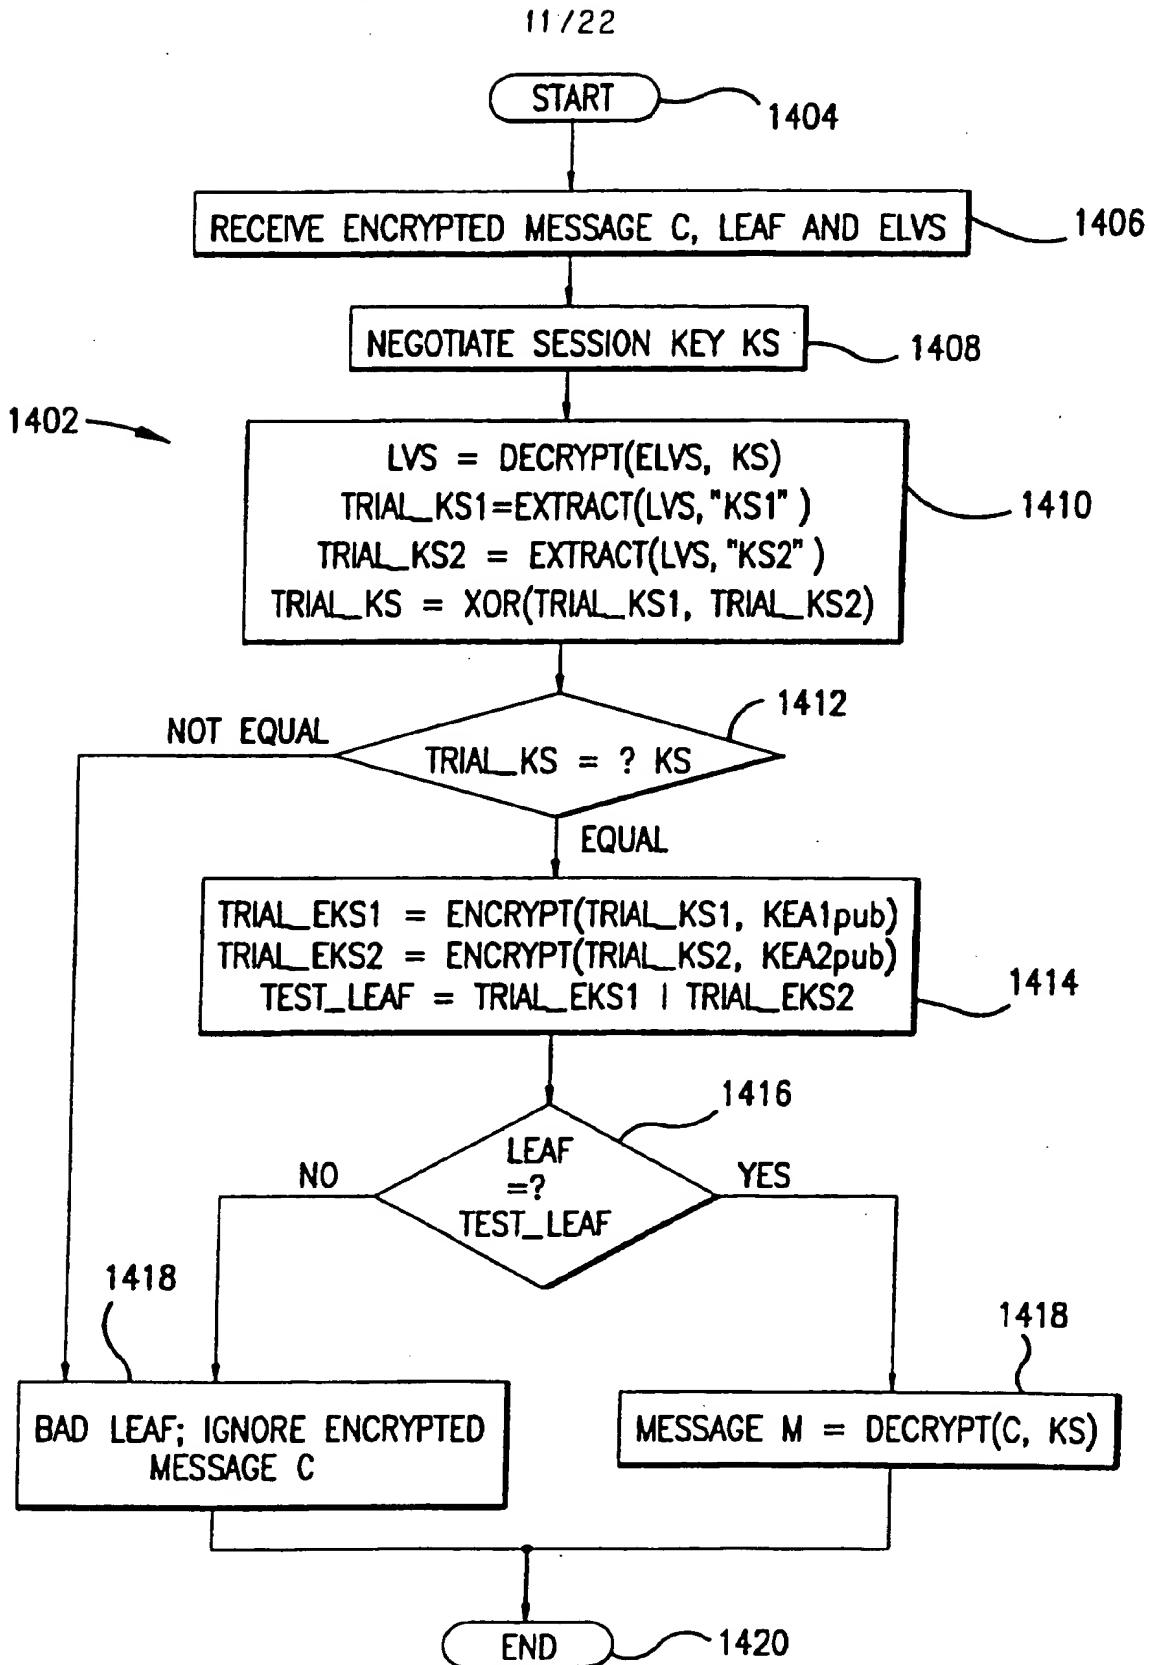 11/22
START
1404
RECEIVE ENCRYPTED MESSAGE C, LEAF AND ELVS
1406
NEGOTIATE SESSION KEY KS
1408
1402
LVS = DECRYPT(ELVS, KS)
TRIAL_KS1=EXTRACT(LVS,"KS1" )
TRIAL_KS2 = EXTRACT(LVS,"KS2" )
TRIAL_KS = XOR(TRIAL_KS1, TRIAL_KS2)
1410
1412
NOT EQUAL
TRIAL_KS = ? KS
EQUAL
TRIAL_EKS1 = ENCRYPT(TRIAL_KS1, KEA1pub)
TRIAL_EKS2 = ENCRYPT(TRIAL_KS2, KEA2pub)
TEST_LEAF = TRIAL_EKS1 | TRIAL_EKS2
1414
1416
LEAF
=?
TEST_LEAF
NO
YES
1418
1418
BAD LEAF; IGNORE ENCRYPTED
MESSAGE C
MESSAGE M = DECRYPT(C, KS)
END
1420